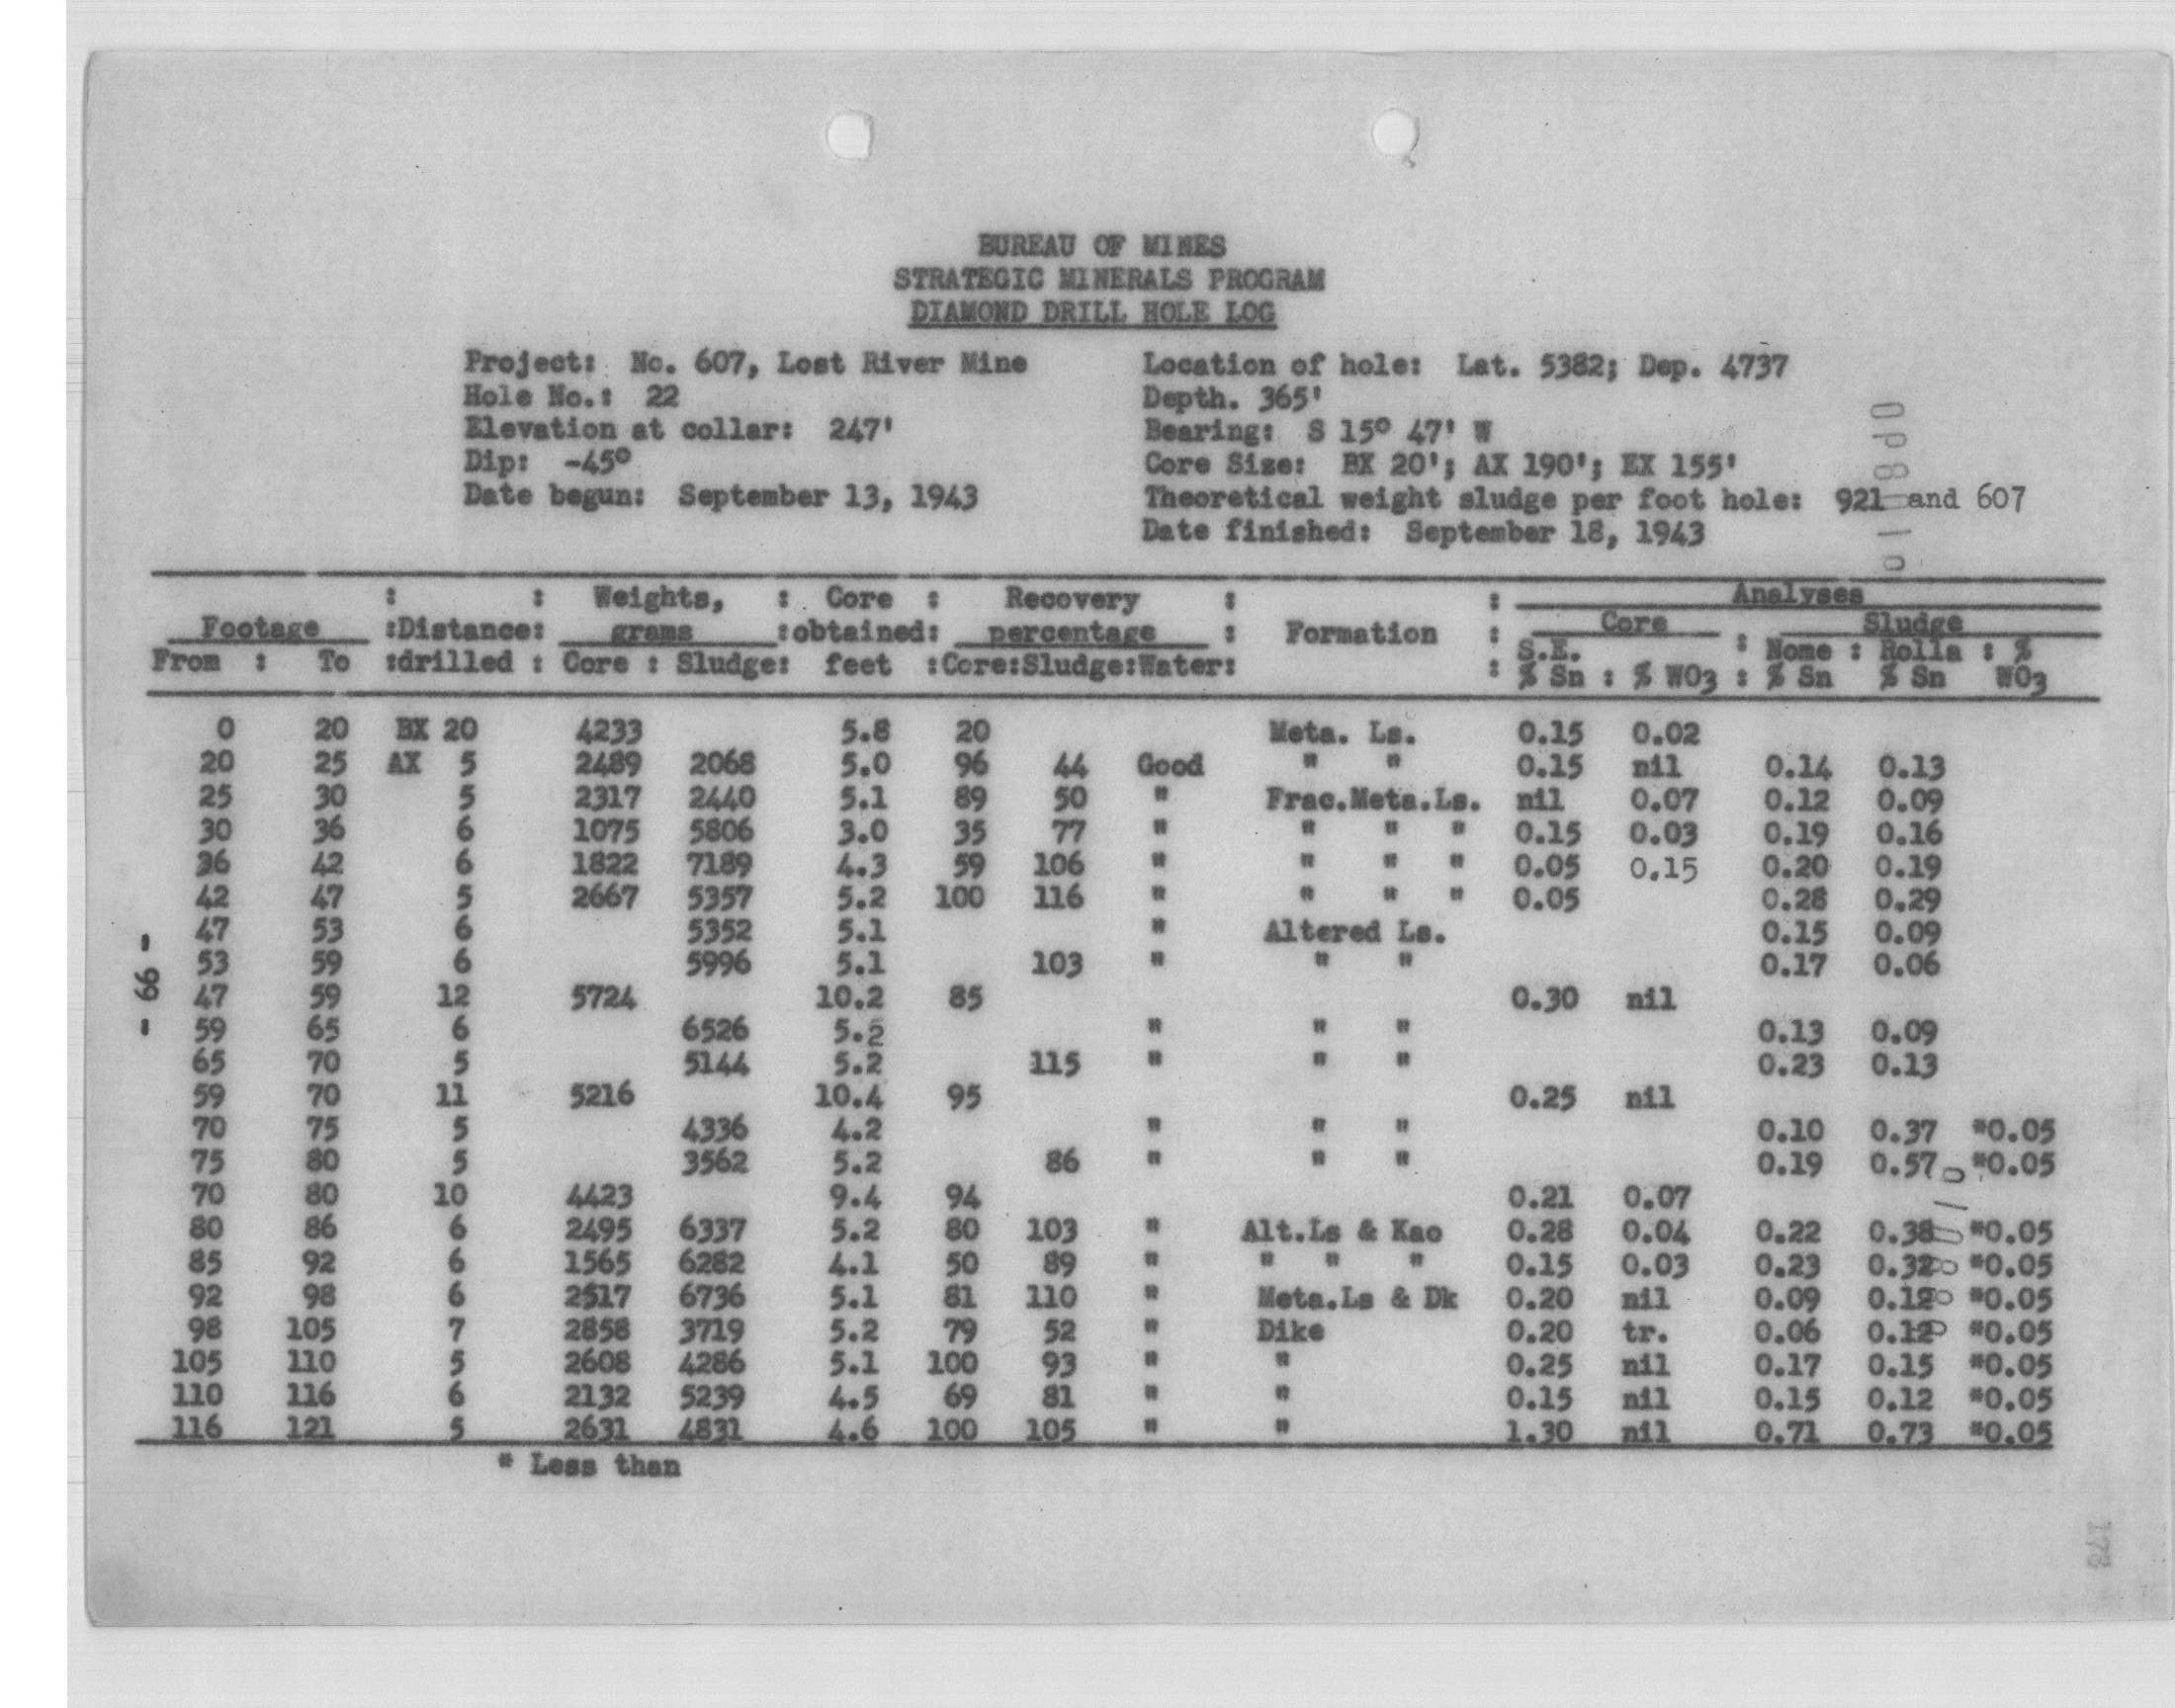 BUREAU OF MINES
STRATEGIC MINERALS PROGRAM
DIAMOND DRILL HOLE LOG
Project: No. 607, Lost River Mine Location of hole: Lat. 5382; Dep. 4737
Hole No.: 22 Depth. 365'
Elevation at collar: 247' Bearing: S 15° 47' W
Dip: -45° Core Size: BX 20'; AX 190'; EX 155'
Date begun: September 13, 1943 Theoretical weight sludge per foot hole: 921 and 607
Date finished: September 18, 1943
: : Weights, : Core : Recovery : : Analyses
Footage :Distance: grams :obtained: percentage : Formation : Core Sludge
From : To :drilled : Core : Sludge: feet :Core:Sludge:Water: : S.E. % Sn : % WO3 : Nome % Sn : Rolla % Sn : % WO3
0 20 BX 20 4233 5.8 20 Meta. Ls. 0.15 0.02
20 25 AX 5 2489 2068 5.0 96 44 Good " " 0.15 nil 0.14 0.13
25 30 5 2317 2440 5.1 89 50 " Frac.Meta.Ls. nil 0.07 0.12 0.09
30 36 6 1075 5806 3.0 35 77 " " " " 0.15 0.03 0.19 0.16
36 42 6 1822 7189 4.3 59 106 " " " " 0.05 0.15 0.20 0.19
42 47 5 2667 5357 5.2 100 116 " " " " 0.05 0.28 0.29
47 53 6 5352 5.1 " Altered Ls. 0.15 0.09
53 59 6 5996 5.1 103 " " " 0.17 0.06
47 59 12 5724 10.2 85 0.30 nil
59 65 6 6526 5.2 " " " 0.13 0.09
65 70 5 5144 5.2 115 " " " 0.23 0.13
59 70 11 5216 10.4 95 0.25 nil
70 75 5 4336 4.2 " " " 0.10 0.37 *0.05
75 80 5 3562 5.2 86 " " " 0.19 0.57 *0.05
70 80 10 4423 9.4 94 0.21 0.07
80 86 6 2495 6337 5.2 80 103 " Alt.Ls & Kao 0.28 0.04 0.22 0.38 *0.05
85 92 6 1565 6282 4.1 50 89 " " " " 0.15 0.03 0.23 0.32 *0.05
92 98 6 2517 6736 5.1 81 110 " Meta.Ls & Dk 0.20 nil 0.09 0.12 *0.05
98 105 7 2858 3719 5.2 79 52 " Dike 0.20 tr. 0.06 0.12 *0.05
105 110 5 2608 4286 5.1 100 93 " " 0.25 nil 0.17 0.15 *0.05
110 116 6 2132 5239 4.5 69 81 " " 0.15 nil 0.15 0.12 *0.05
116 121 5 2631 4831 4.6 100 105 " " 1.30 nil 0.71 0.73 *0.05
* Less than
- 66 -